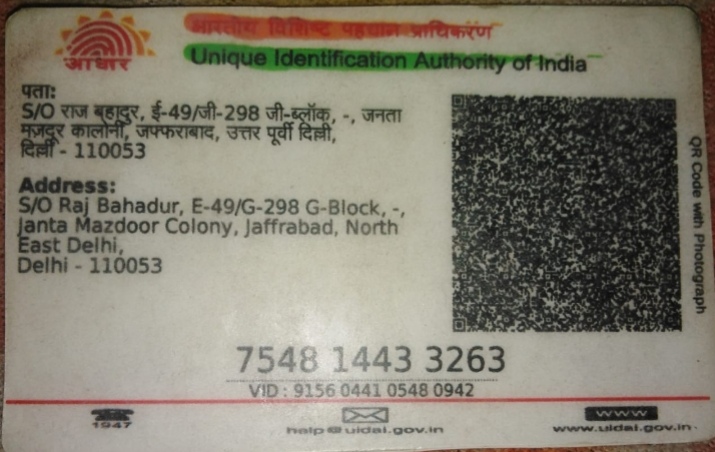 भारतीय विशिष्ट पहचान प्राधिकरण
आधार
Unique Identification Authority of India
पता:
S/O राज बहादुर, ई-49/जी-298 जी-ब्लॉक, -, जनता
मज़दूर कालोनी, जफ्फराबाद, उत्तर पूर्वी दिल्ली,
दिल्ली - 110053
Address:
S/O Raj Bahadur, E-49/G-298 G-Block, -,
Janta Mazdoor Colony, Jaffrabad, North
East Delhi,
Delhi - 110053
QR Code with Photograph
7548 1443 3263
VID : 9156 0441 0548 0942
1947
help@uidai.gov.in
WWW
www.uidai.gov.in